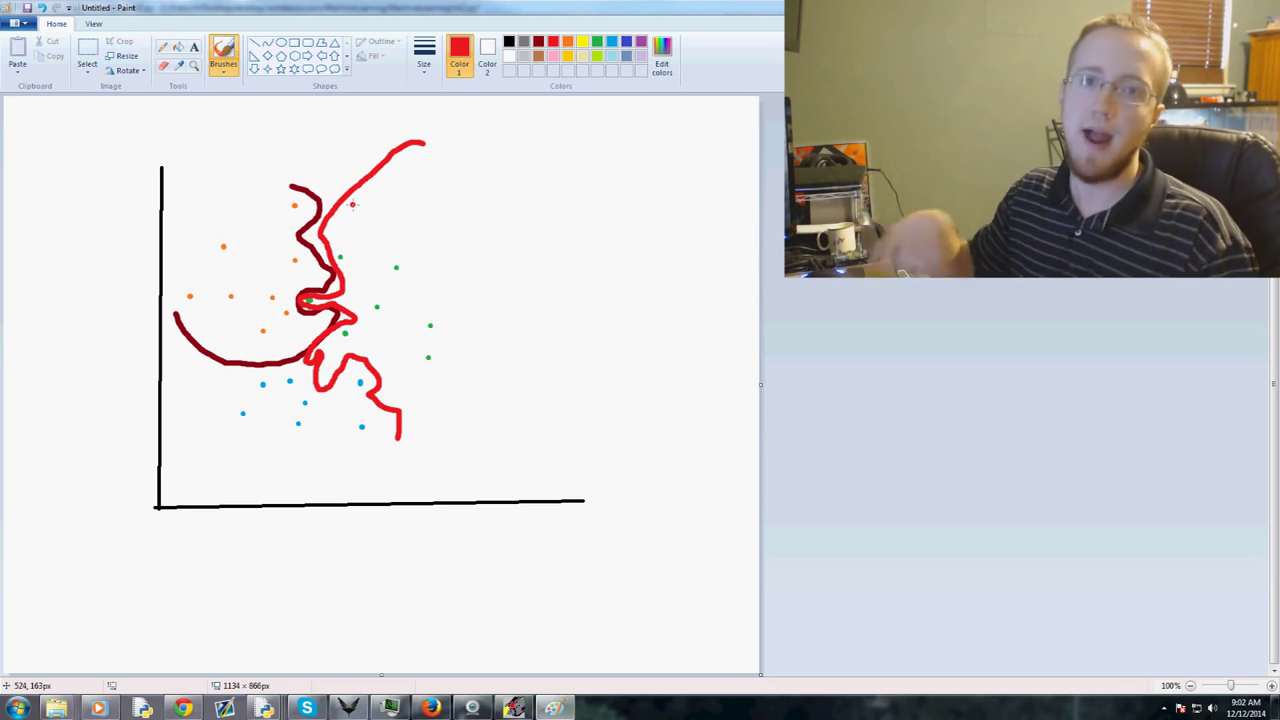 Untitled - Paint
Home View
Paste
Cut
Copy
Clipboard
Select
Crop
Resize
Rotate
Image
A
Tools
Brushes
Outline
Fill
Shapes
Size
Color 1
Color 2
Edit colors
Colors
524, 163px
1134 × 866px
100%
9:02 AM
12/12/2014